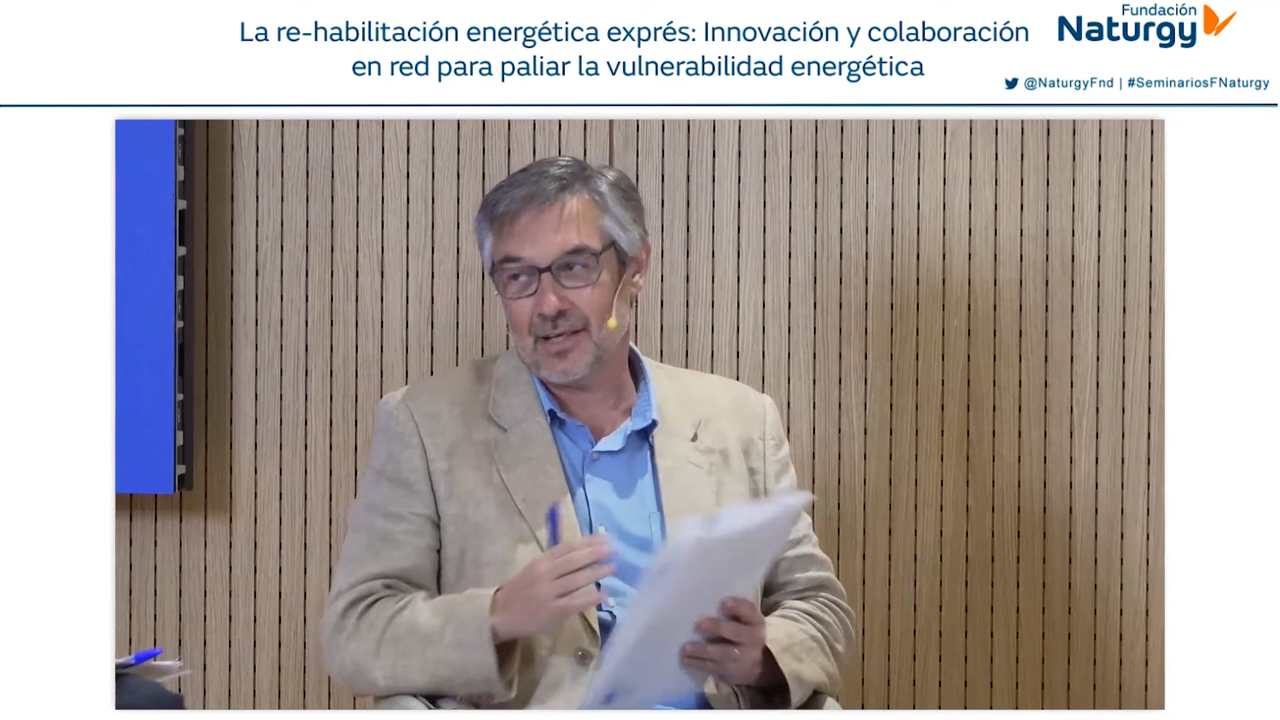 La re-habilitación energética exprés: Innovación y colaboración
en red para paliar la vulnerabilidad energética
Fundación
Naturgy
@NaturgyFnd | #SeminariosFNaturgy